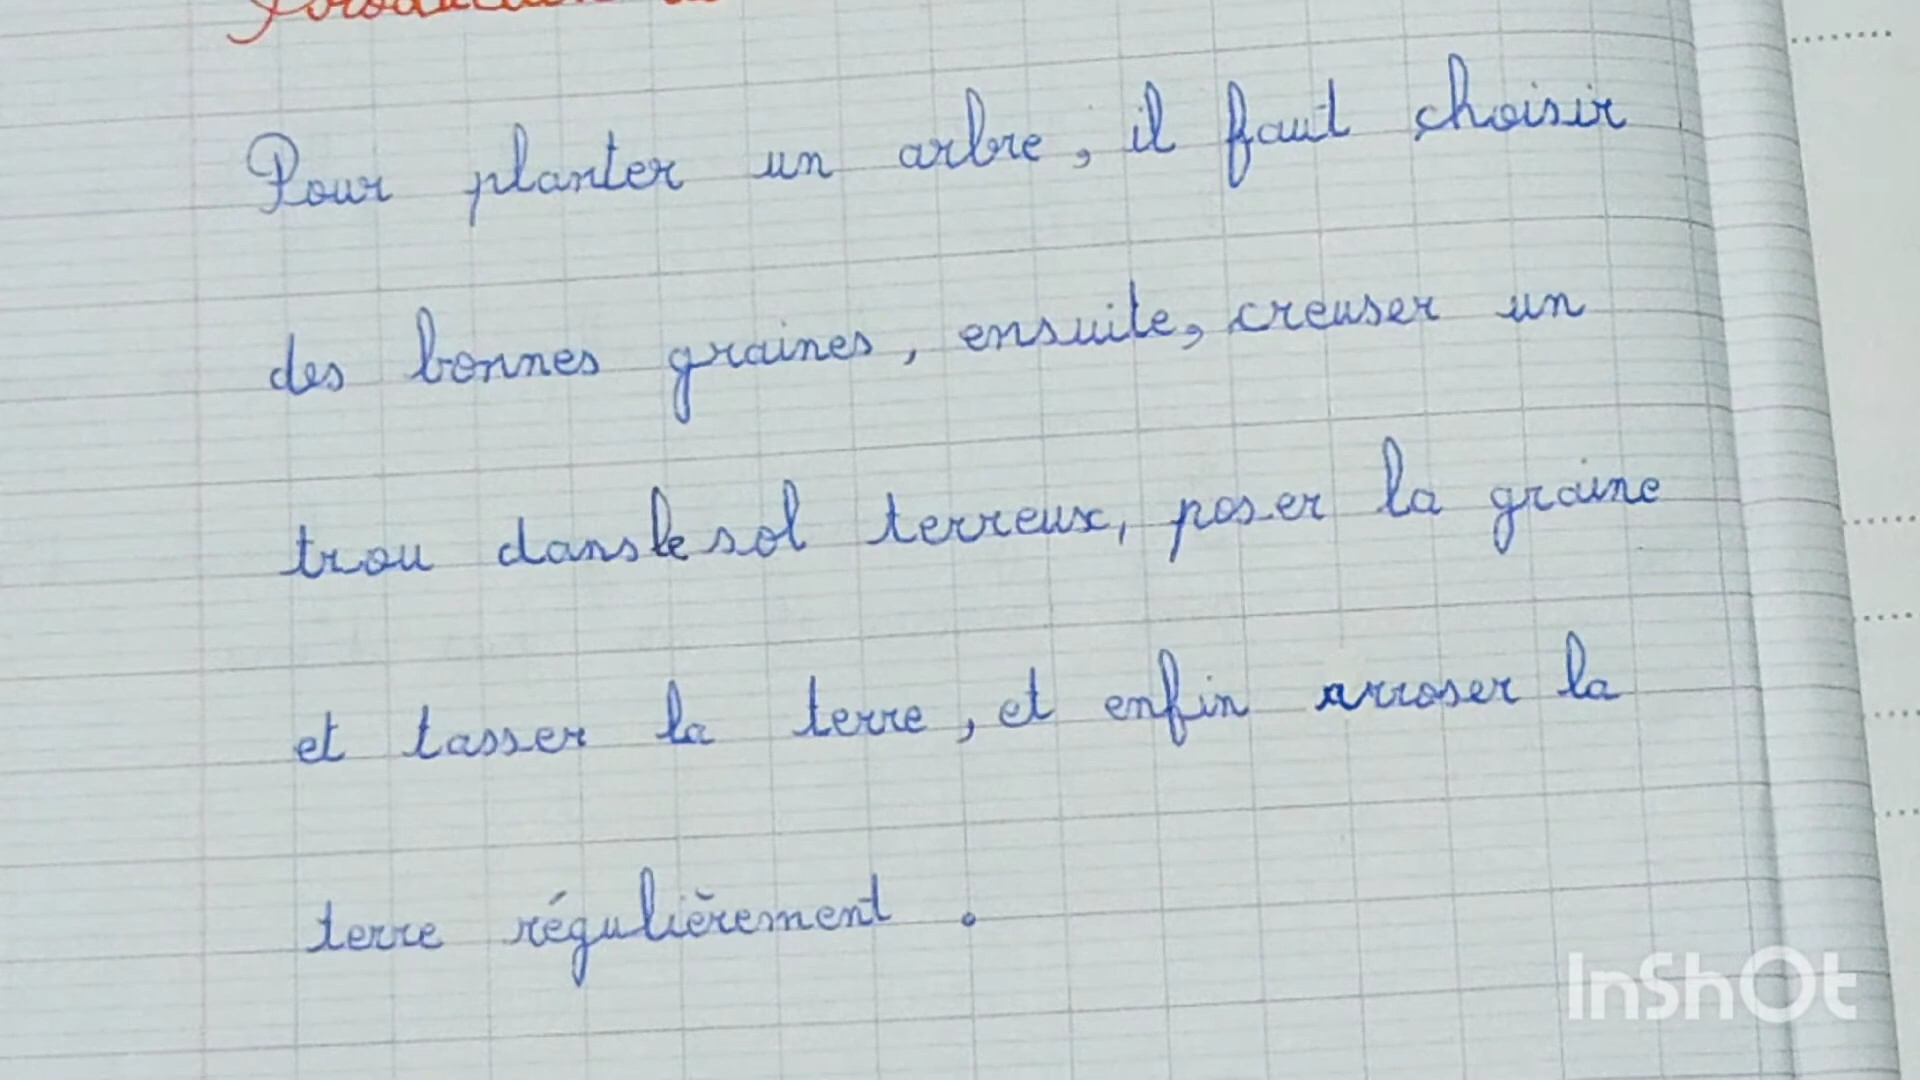 Production
Pour planter un arbre, il faut choisir
des bonnes graines, ensuite, creuser un
trou dans le sol terreux, poser la graine
et tasser la terre, et enfin arroser la
terre régulièrement.
InShOt